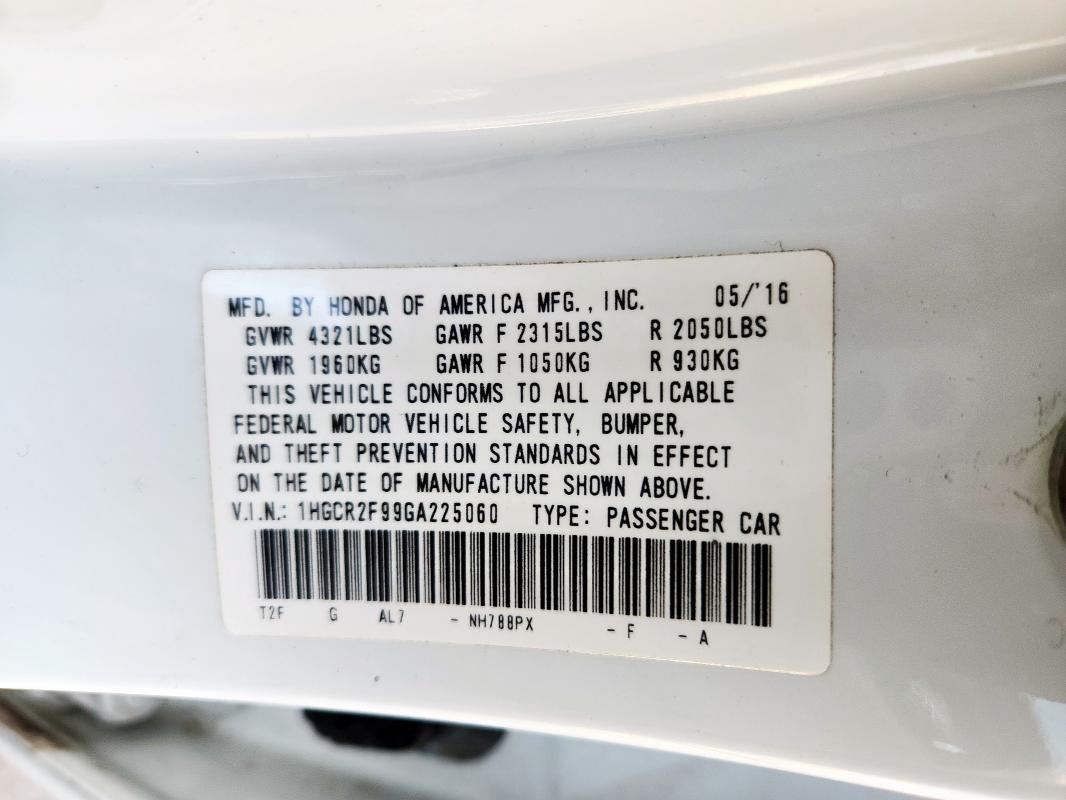 MFD. BY HONDA OF AMERICA MFG., INC. 05/'16
GVWR 4321LBS GAWR F 2315LBS R 2050LBS
GVWR 1960KG GAWR F 1050KG R 930KG
THIS VEHICLE CONFORMS TO ALL APPLICABLE
FEDERAL MOTOR VEHICLE SAFETY, BUMPER,
AND THEFT PREVENTION STANDARDS IN EFFECT
ON THE DATE OF MANUFACTURE SHOWN ABOVE.
V.I.N.: 1HGCR2F99GA225060 TYPE: PASSENGER CAR
T2F G AL7 - NH788PX - F - A